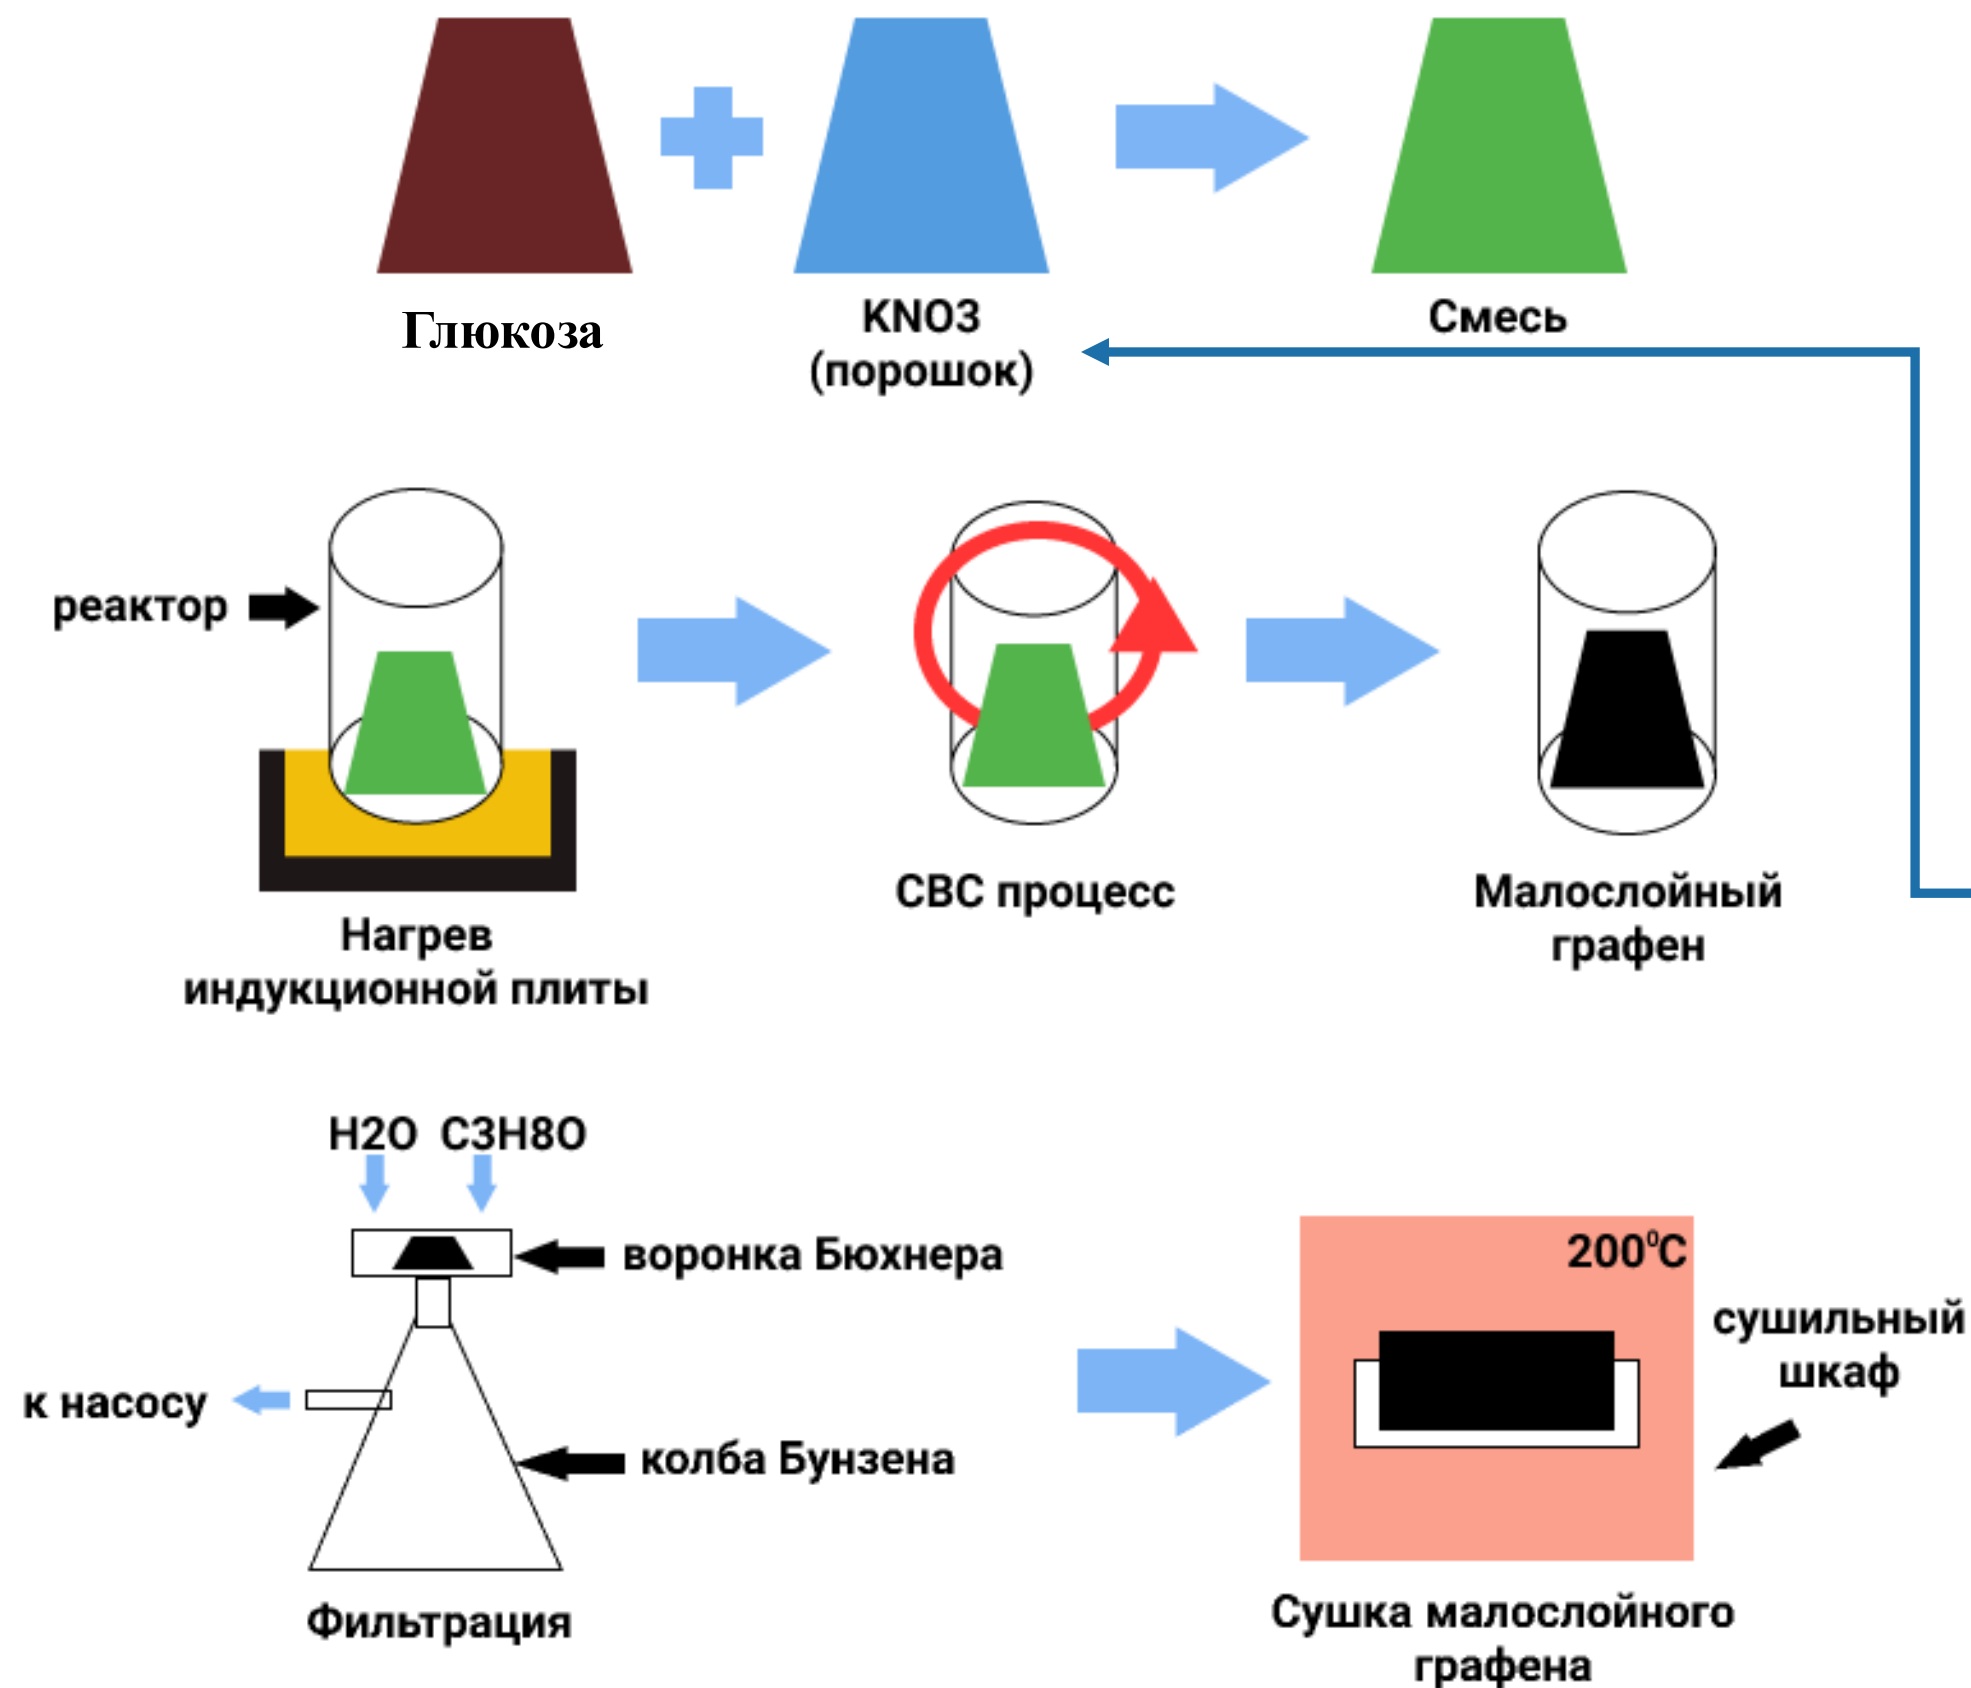 Глюкоза
KNO3
(порошок)
Смесь
реактор
Нагрев
индукционной плиты
СВС процесс
Малослойный
графен
H2O C3H8O
воронка Бюхнера
к насосу
колба Бунзена
Фильтрация
200⁰C
сушильный
шкаф
Сушка малослойного
графена